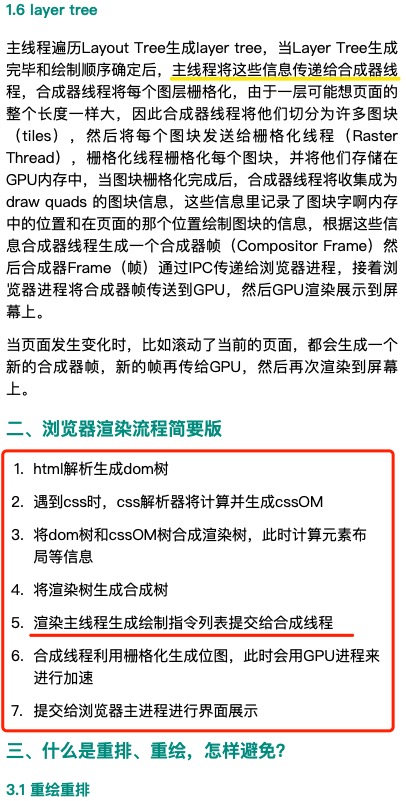 1.6 layer tree
主线程遍历Layout Tree生成layer tree，当Layer Tree生成
完毕和绘制顺序确定后，主线程将这些信息传递给合成器线
程，合成器线程将每个图层栅格化，由于一层可能想页面的
整个长度一样大，因此合成器线程将他们切分为许多图块
（tiles），然后将每个图块发送给栅格化线程（Raster
Thread），栅格化线程栅格化每个图块，并将他们存储在
GPU内存中，当图块栅格化完成后，合成器线程将收集成为
draw quads 的图块信息，这些信息里记录了图块字啊内存
中的位置和在页面的那个位置绘制图块的信息，根据这些信
息合成器线程生成一个合成器帧（Compositor Frame）然
后合成器Frame（帧）通过IPC传递给浏览器进程，接着浏
览器进程将合成器帧传送到GPU，然后GPU渲染展示到屏
幕上。
当页面发生变化时，比如滚动了当前的页面，都会生成一个
新的合成器帧，新的帧再传给GPU，然后再次渲染到屏幕
上。
二、浏览器渲染流程简要版
1. html解析生成dom树
2. 遇到css时，css解析器将计算并生成cssOM
3. 将dom树和cssOM树合成渲染树，此时计算元素布
局等信息
4. 将渲染树生成合成树
5. 渲染主线程生成绘制指令列表提交给合成线程
6. 合成线程利用栅格化生成位图，此时会用GPU进程来
进行加速
7. 提交给浏览器主进程进行界面展示
三、什么是重排、重绘，怎样避免?
3.1 重绘重排